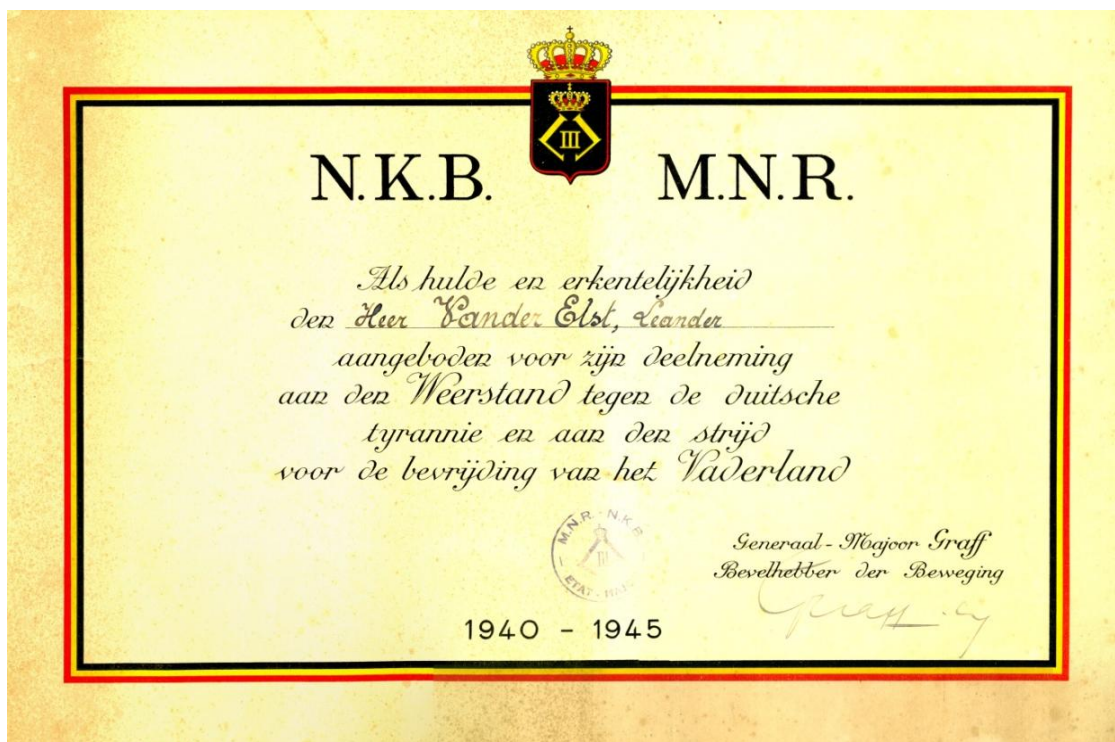 III
N.K.B. M.N.R.
Als hulde en erkentelijkheid
den Heer Vander Elst, Leander
aangeboden voor zijn deelneming
aan den Weerstand tegen de duitsche
tyrannie en aan den strijd
voor de bevrijding van het Vaderland
M.N.R. - N.K.B.
III
Generaal-Majoor Graff
Bevelhebber der Beweging
1940 - 1945